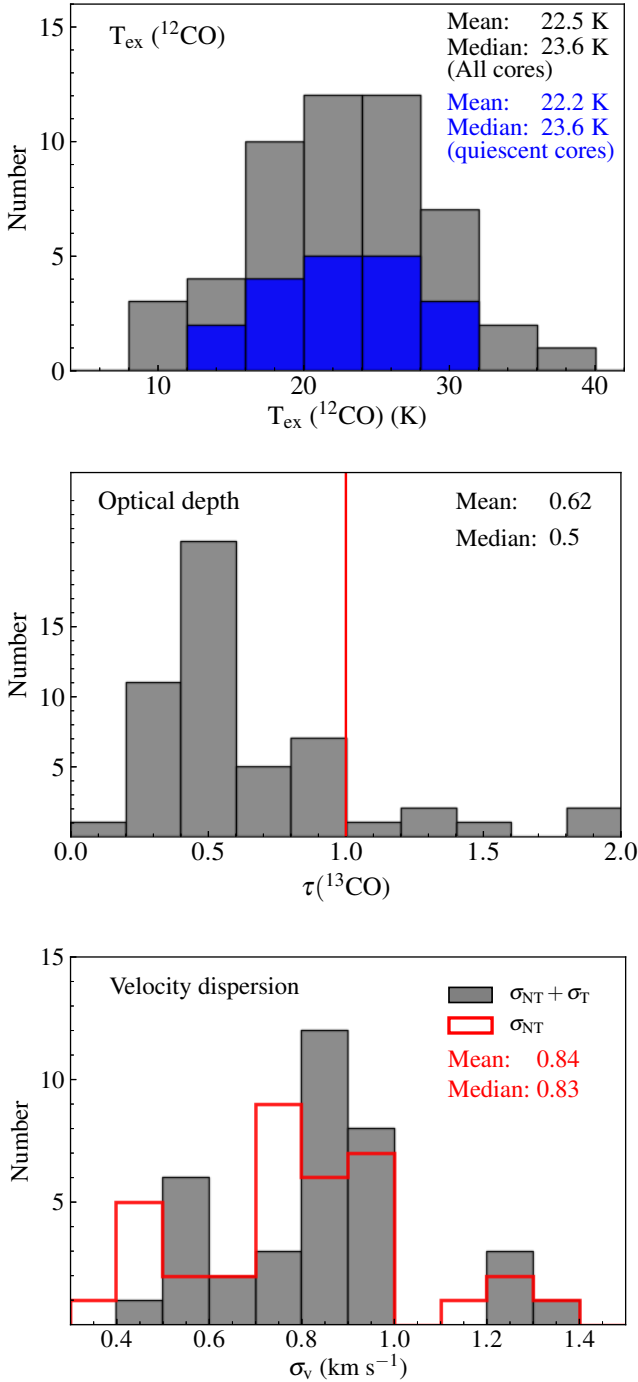 T_ex (¹²CO)
Mean: 22.5 K
Median: 23.6 K
(All cores)
Mean: 22.2 K
Median: 23.6 K
(quiescent cores)
Number
15
10
5
0
10 20 30 40
T_ex (¹²CO) (K)
Optical depth
Mean: 0.62
Median: 0.5
Number
15
10
5
0.0 0.5 1.0 1.5 2.0
τ(¹³CO)
Velocity dispersion
σ_NT + σ_T
σ_NT
Mean: 0.84
Median: 0.83
Number
15
10
5
0.4 0.6 0.8 1.0 1.2 1.4
σ_v (km s⁻¹)